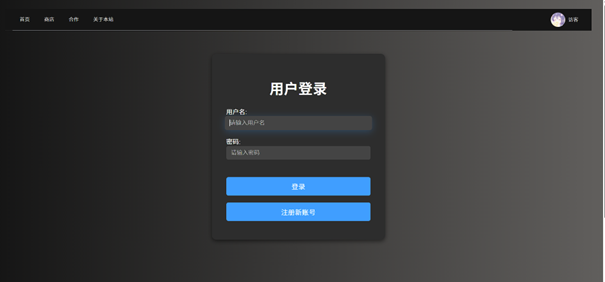 首页 商店 合作 关于本站 访客
用户登录
用户名:
请输入用户名
密码:
请输入密码
登录
注册新账号